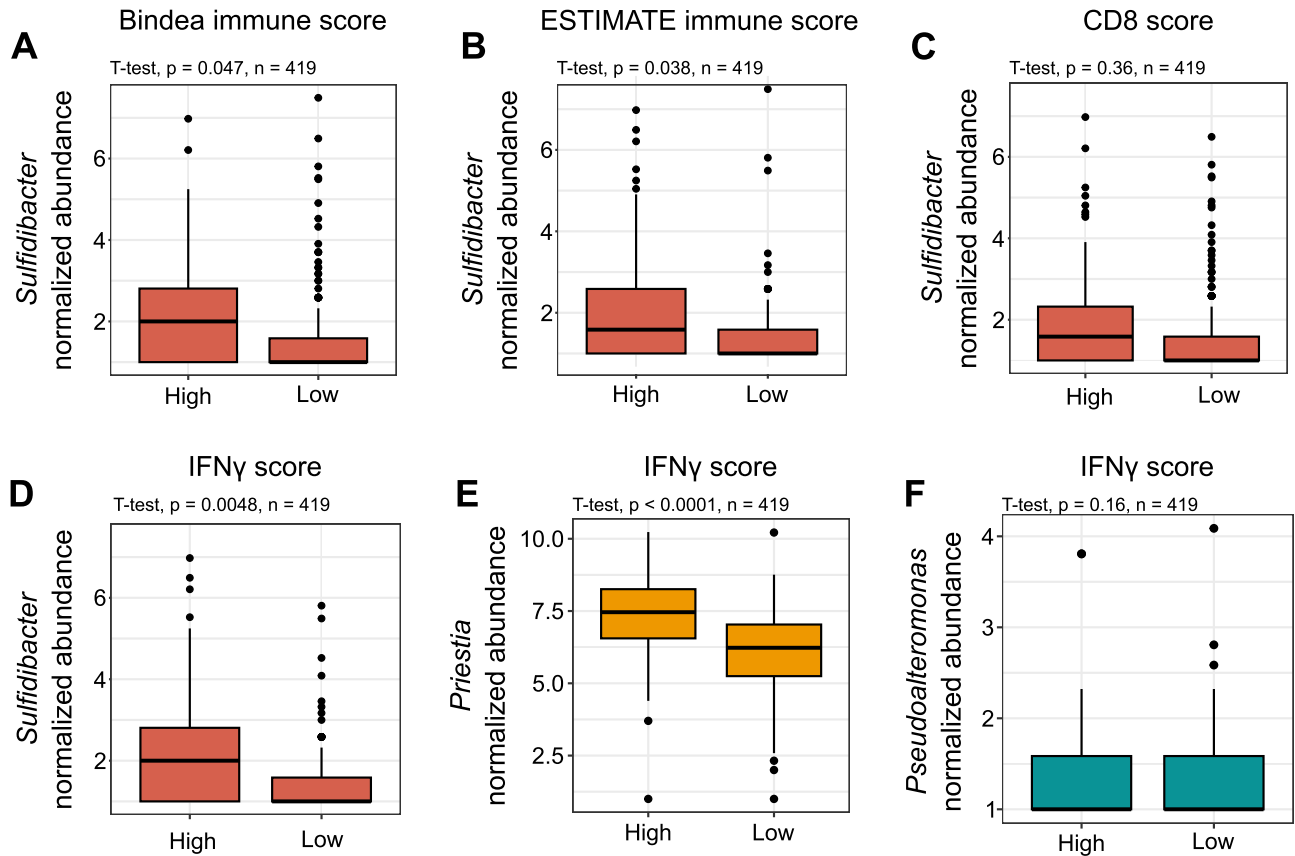 A
Bindea immune score
T-test, p = 0.047, n = 419
Sulfidibacter
normalized abundance
6
4
2
High
Low
B
ESTIMATE immune score
T-test, p = 0.038, n = 419
Sulfidibacter
normalized abundance
6
4
2
High
Low
C
CD8 score
T-test, p = 0.36, n = 419
Sulfidibacter
normalized abundance
6
4
2
High
Low
D
IFNγ score
T-test, p = 0.0048, n = 419
Sulfidibacter
normalized abundance
6
4
2
High
Low
E
IFNγ score
T-test, p < 0.0001, n = 419
Priestia
normalized abundance
10.0
7.5
5.0
2.5
High
Low
F
IFNγ score
T-test, p = 0.16, n = 419
Pseudoalteromonas
normalized abundance
4
3
2
1
High
Low